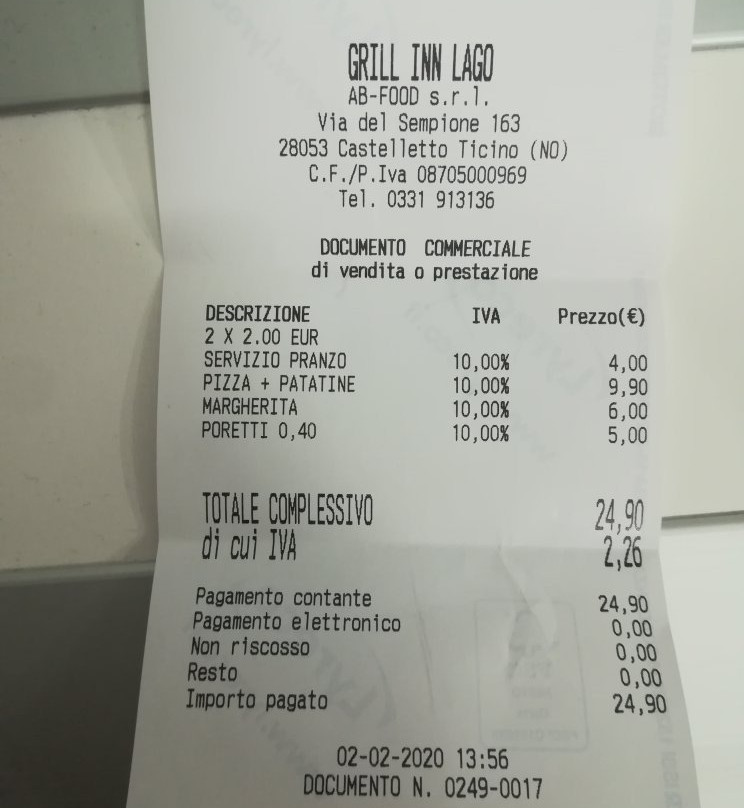 GRILL INN LAGO
AB-FOOD s.r.l.
Via del Sempione 163
28053 Castelletto Ticino (NO)
C.F./P.Iva 08705000969
Tel. 0331 913136
DOCUMENTO COMMERCIALE
di vendita o prestazione
DESCRIZIONE IVA Prezzo(€)
2 X 2.00 EUR
SERVIZIO PRANZO 10,00% 4,00
PIZZA + PATATINE 10,00% 9,90
MARGHERITA 10,00% 6,00
PORETTI 0,40 10,00% 5,00
TOTALE COMPLESSIVO 24,90
di cui IVA 2,26
Pagamento contante 24,90
Pagamento elettronico 0,00
Non riscosso 0,00
Resto 0,00
Importo pagato 24,90
02-02-2020 13:56
DOCUMENTO N. 0249-0017